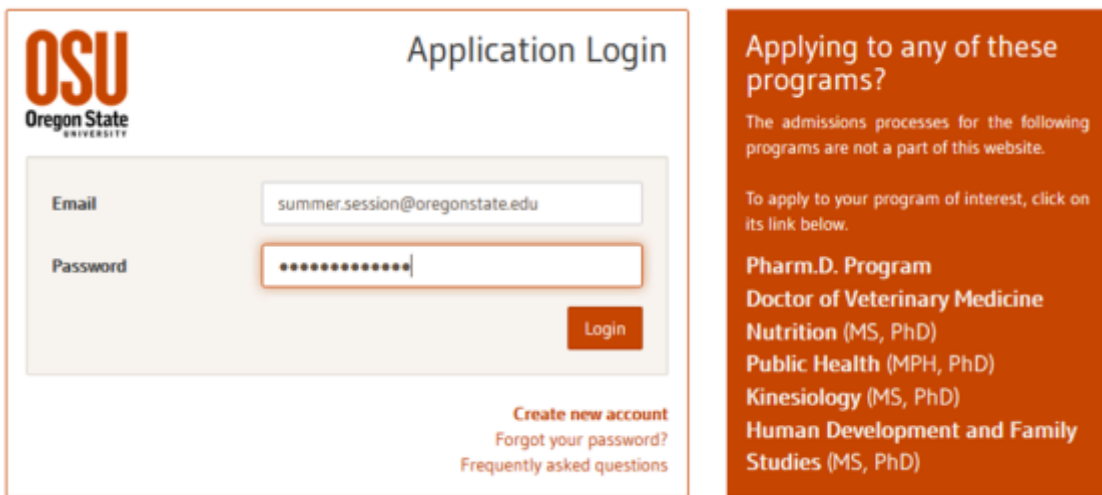 OSU
Oregon State
UNIVERSITY
Application Login
Email
summer.session@oregonstate.edu
Password
•••••••••••••
Login
Create new account
Forgot your password?
Frequently asked questions
Applying to any of these
programs?
The admissions processes for the following
programs are not a part of this website.
To apply to your program of interest, click on
its link below.
Pharm.D. Program
Doctor of Veterinary Medicine
Nutrition (MS, PhD)
Public Health (MPH, PhD)
Kinesiology (MS, PhD)
Human Development and Family
Studies (MS, PhD)